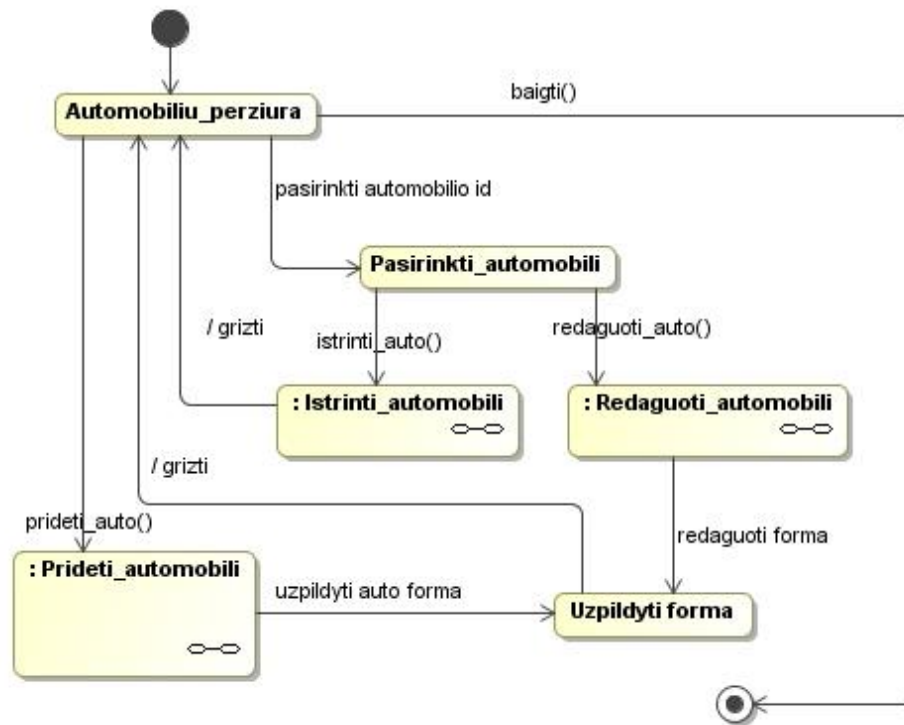 Automobiliu_perziura
baigti()
pasirinkti automobilio id
Pasirinkti_automobili
/ grizti
istrinti_auto()
redaguoti_auto()
: Istrinti_automobili
: Redaguoti_automobili
/ grizti
prideti_auto()
redaguoti forma
: Prideti_automobili
uzpildyti auto forma
Uzpildyti forma